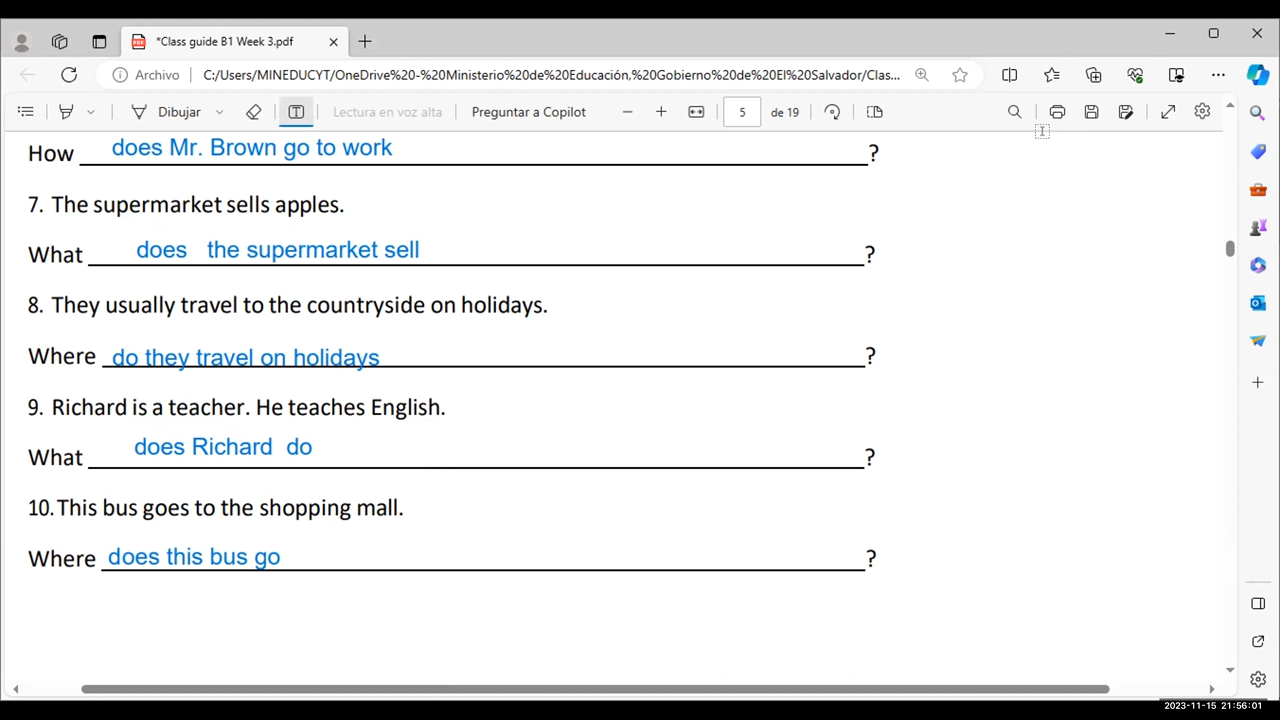 *Class guide B1 Week 3.pdf
Archivo C:/Users/MINEDUCYT/OneDrive%20-%20Ministerio%20de%20Educación,%20Gobierno%20de%20El%20Salvador/Clas...
Dibujar Lectura en voz alta Preguntar a Copilot 5 de 19
How does Mr. Brown go to work ?
7. The supermarket sells apples.
What does the supermarket sell ?
8. They usually travel to the countryside on holidays.
Where do they travel on holidays ?
9. Richard is a teacher. He teaches English.
What does Richard do ?
10. This bus goes to the shopping mall.
Where does this bus go ?
2023-11-15 21:56:01